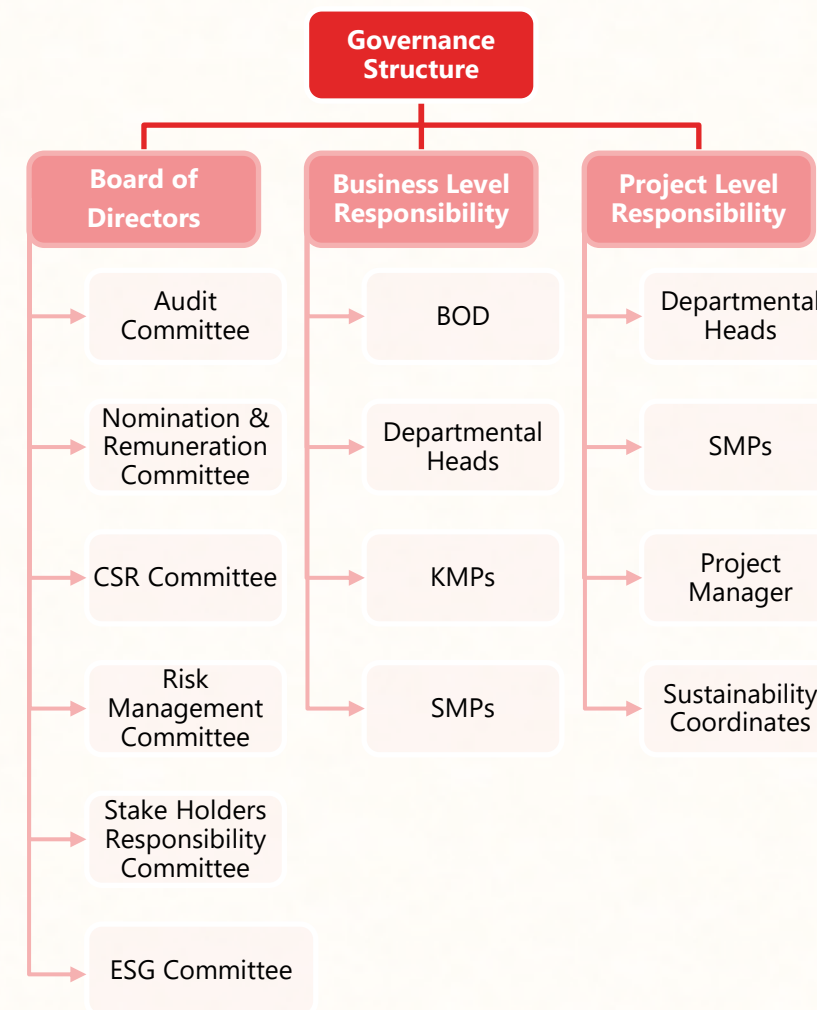 Governance
Structure
Board of
Directors
Audit
Committee
Nomination &
Remuneration
Committee
CSR Committee
Risk
Management
Committee
Stake Holders
Responsibility
Committee
ESG Committee
Business Level
Responsibility
BOD
Departmental
Heads
KMPs
SMPs
Project Level
Responsibility
Departmental
Heads
SMPs
Project
Manager
Sustainability
Coordinates